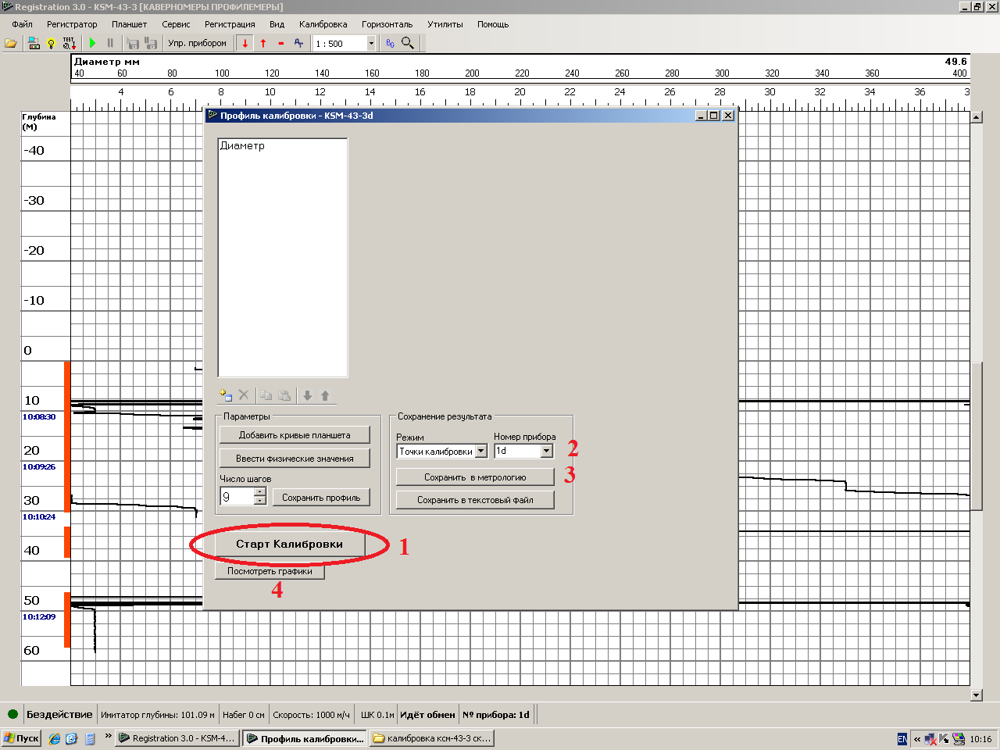 Registration 3.0 - KSM-43-3 [КАВЕРНОМЕРЫ ПРОФИЛЕМЕРЫ]
Файл Регистратор Планшет Сервис Регистрация Вид Калибровка Горизонталь Утилиты Помощь
TEST Упр. прибором 1 : 500
Диаметр мм 49.6
40 60 80 100 120 140 160 180 200 220 240 260 280 300 320 340 360 400
4 6 8 10 12 14 16 18 20 22 24 26 28 30 32 34 36 3
Глубина
(М)
-40
-30
-20
-10
0
10
10:08:30
20
10:09:26
30
10:10:24
40
50
10:12:09
60
Профиль калибровки - KSM-43-3d
Диаметр
Параметры
Добавить кривые планшета
Ввести физические значения
Число шагов
9 Сохранить профиль
Сохранение результата
Режим Номер прибора
Точки калибровки 1d 2
Сохранить в метрологию 3
Сохранить в текстовый файл
Старт Калибровки 1
Посмотреть графики
4
Бездействие Имитатор глубины: 101.09 м Набег 0 см Скорость: 1000 м/ч ШК 0.1м Идёт обмен № прибора: 1d
Пуск » Registration 3.0 - KSM-4... Профиль калибровки... калибровка ксм-43-3 ск... EN « 10:16